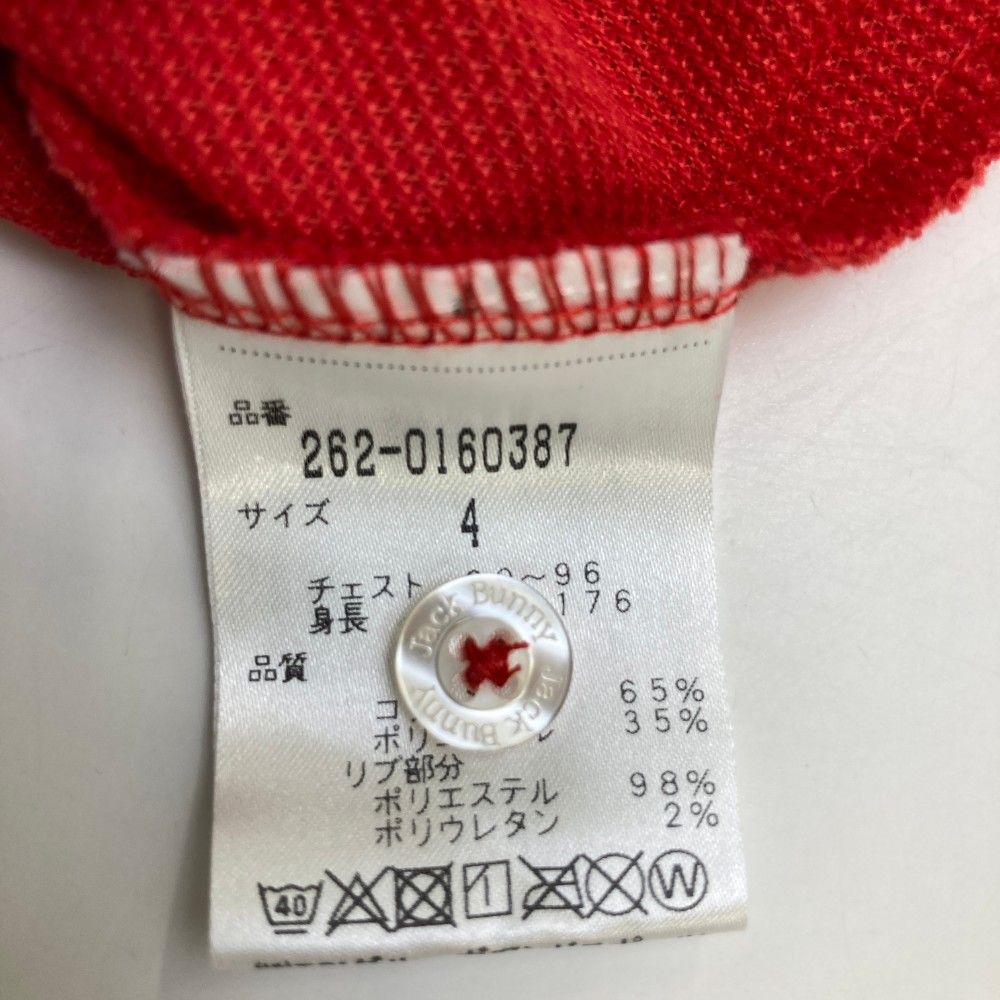 品番
262-0160387
サイズ 4
チェスト ～96
身長 176
品質
65%
35%
リブ部分
ポリエステル 98%
ポリウレタン 2%
40
W
Jack Bunny
Jack Bunny